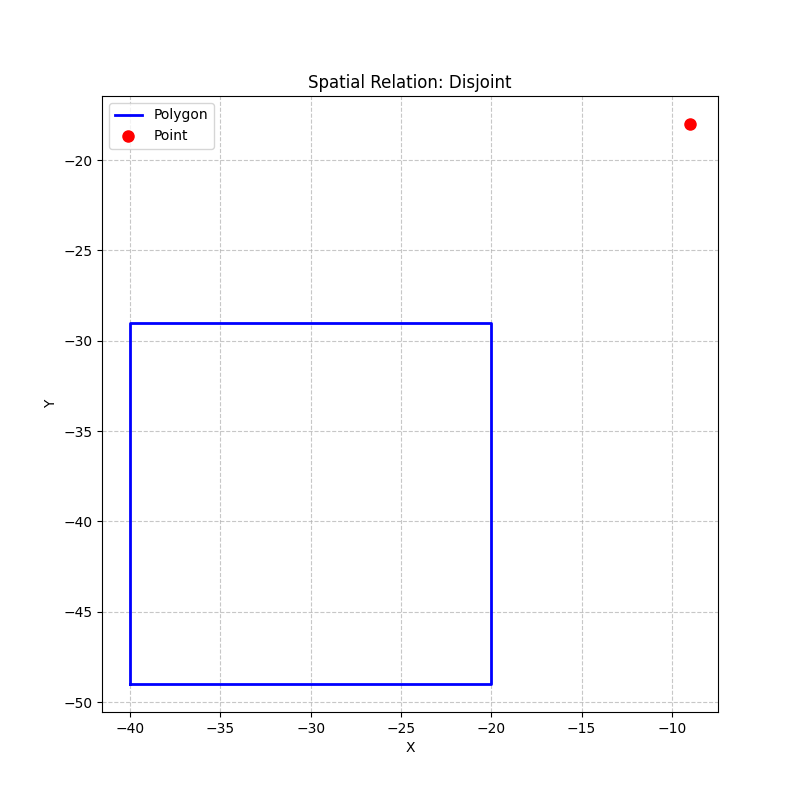 Spatial Relation: Disjoint
Polygon
Point
−20
−25
−30
−35
−40
−45
−50
Y
−40 −35 −30 −25 −20 −15 −10
X